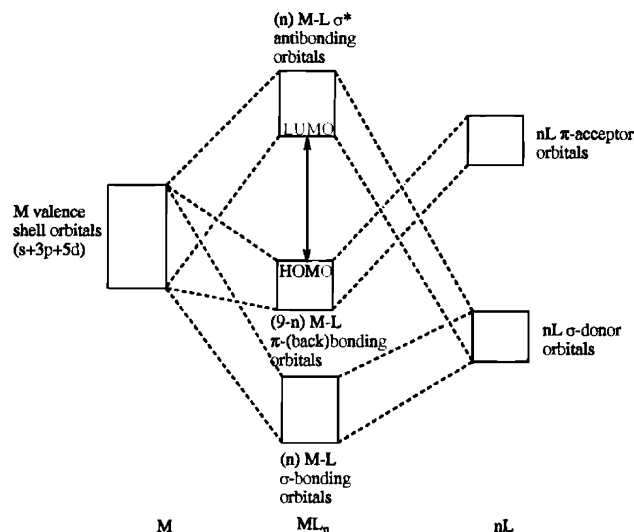 (n) M-L σ*
antibonding
orbitals
LUMO
nL π-acceptor
orbitals
M valence
shell orbitals
(s+3p+5d)
HOMO
(9-n) M-L
π-(back)bonding
orbitals
nL σ-donor
orbitals
(n) M-L
σ-bonding
orbitals
M
MLₙ
nL